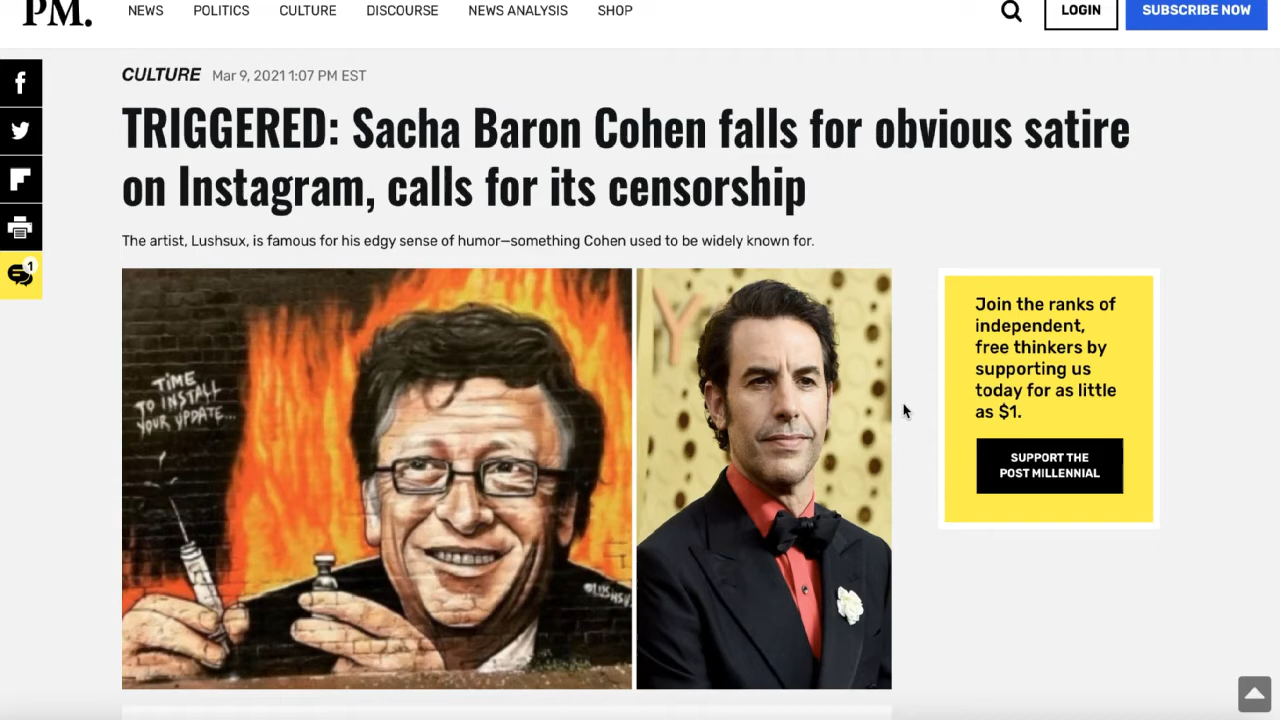 PM.
NEWS
POLITICS
CULTURE
DISCOURSE
NEWS ANALYSIS
SHOP
LOGIN
SUBSCRIBE NOW
CULTURE Mar 9, 2021 1:07 PM EST
TRIGGERED: Sacha Baron Cohen falls for obvious satire
on Instagram, calls for its censorship
The artist, Lushsux, is famous for his edgy sense of humor—something Cohen used to be widely known for.
1
TIME
TO INSTALL
YOUR UPDATE...
@LUSHSUX
Y
Join the ranks of
independent,
free thinkers by
supporting us
today for as little
as $1.
SUPPORT THE
POST MILLENNIAL